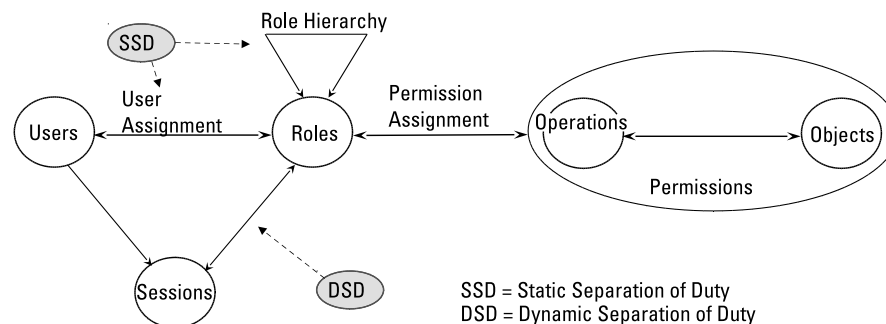 Role Hierarchy
SSD
User
Assignment
Permission
Assignment
Users
Roles
Operations
Objects
Permissions
Sessions
DSD
SSD = Static Separation of Duty
DSD = Dynamic Separation of Duty